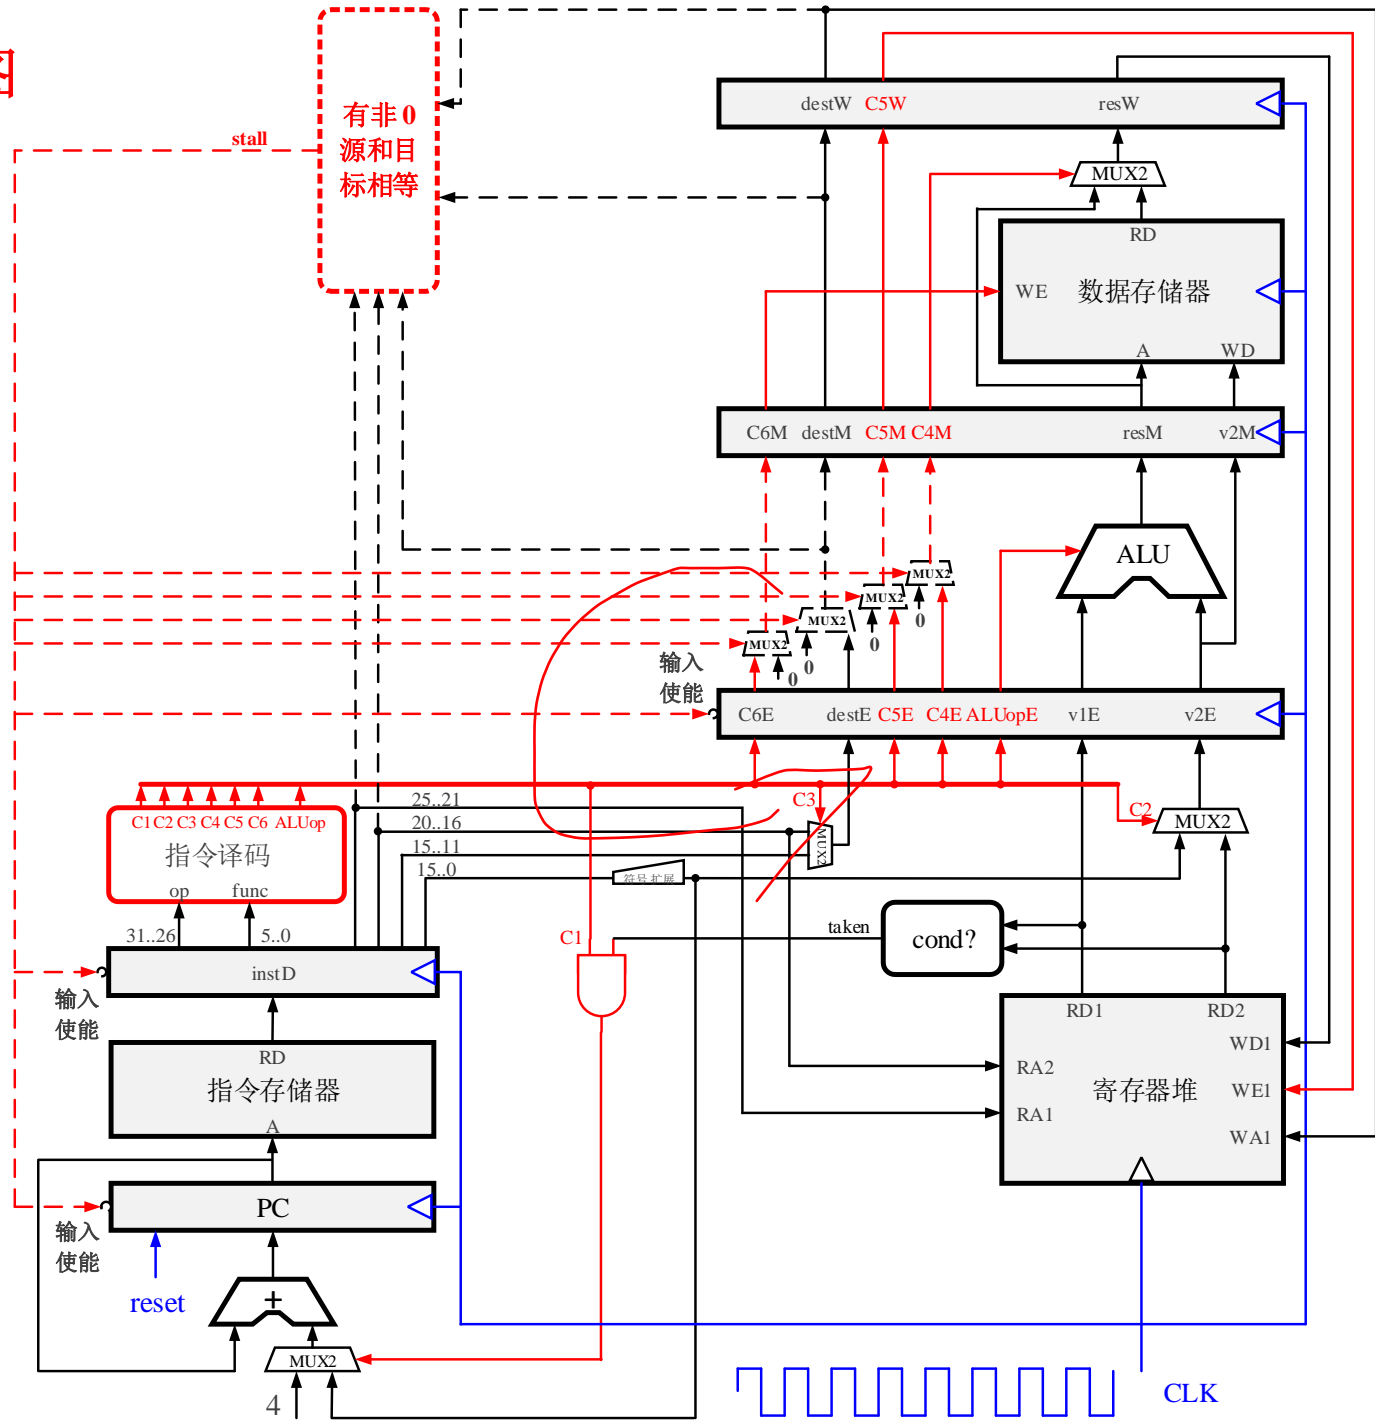 图
有非 0
源和目
标相等
stall
destW C5W resW
MUX2
RD
WE 数据存储器
A WD
C6M destM C5M C4M resM v2M
ALU
MUX2
MUX2
MUX2
MUX2
0
0
0
0
输入
使能
C6E destE C5E C4E ALUopE v1E v2E
C1 C2 C3 C4 C5 C6 ALUop
指令译码
op func
31..26 5..0
25..21
20..16
15..11
15..0
符号扩展
C3
MUX2
C2
MUX2
C1
taken
cond?
instD
输入
使能
RD
指令存储器
A
RD1 RD2
WD1
RA2
寄存器堆
WE1
RA1
WA1
PC
输入
使能
reset
+
MUX2
4
CLK